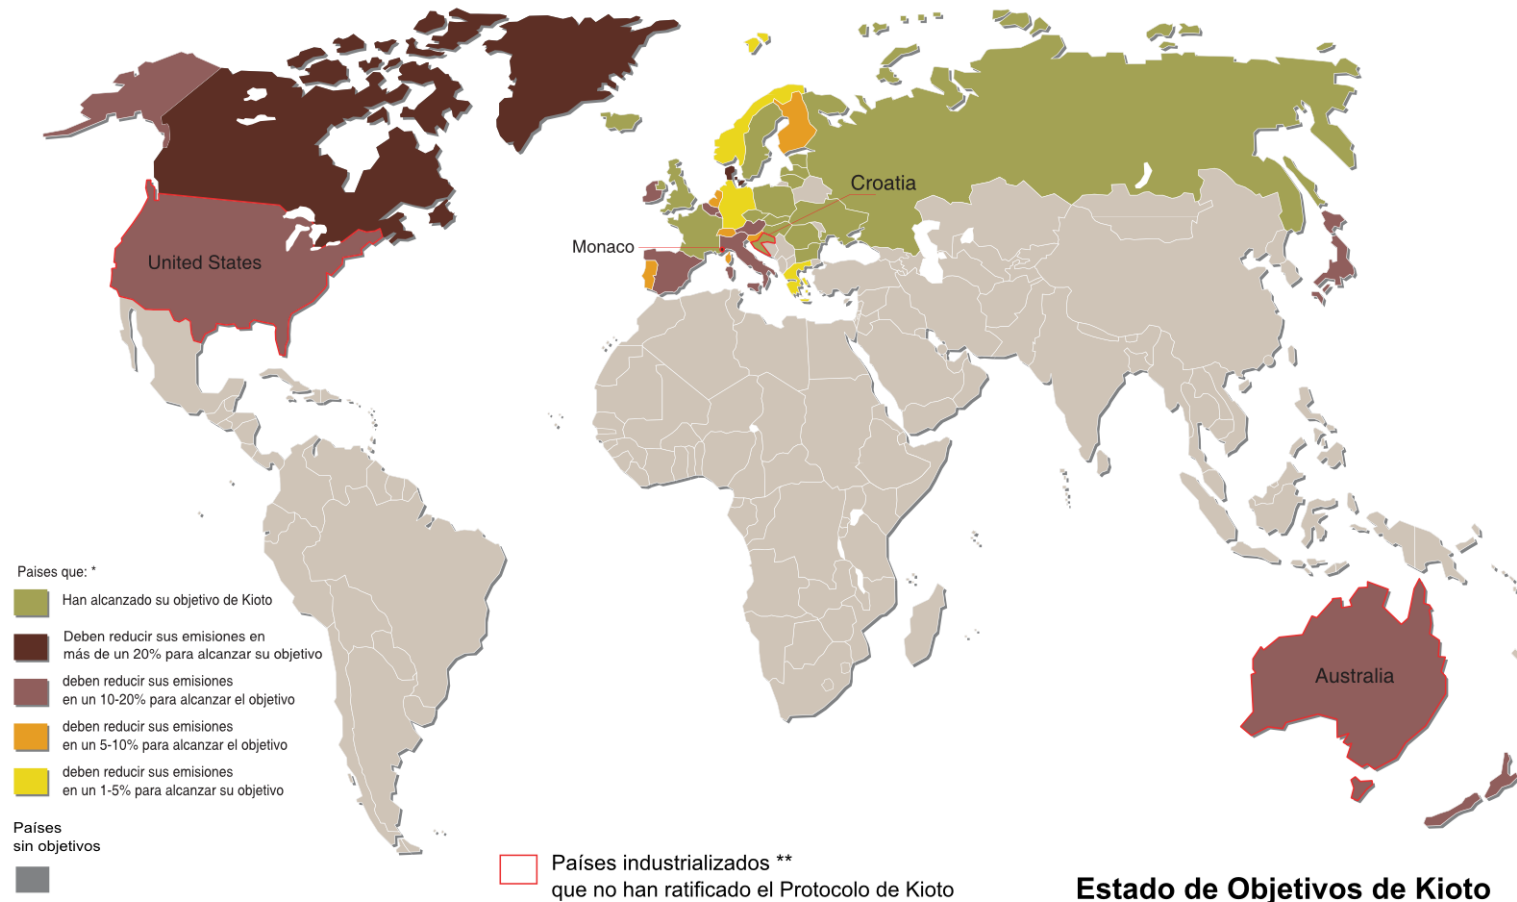 Croatia
Monaco
United States
Paises que: *
Han alcanzado su objetivo de Kioto
Deben reducir sus emisiones en
más de un 20% para alcanzar su objetivo
deben reducir sus emisiones
en un 10-20% para alcanzar el objetivo
Australia
deben reducir sus emisiones
en un 5-10% para alcanzar el objetivo
deben reducir sus emisiones
en un 1-5% para alcanzar su objetivo
Países
sin objetivos
Países industrializados **
que no han ratificado el Protocolo de Kioto
Estado de Objetivos de Kioto